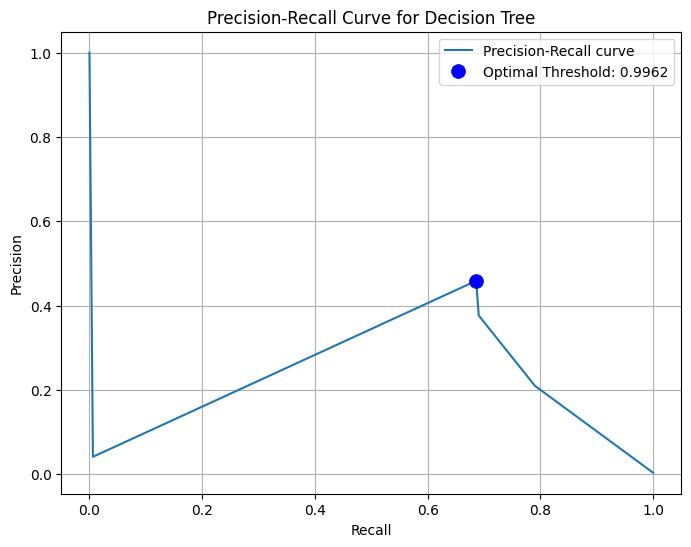 Precision-Recall Curve for Decision Tree
Precision-Recall curve
Optimal Threshold: 0.9962
1.0
0.8
0.6
0.4
0.2
0.0
Precision
0.0 0.2 0.4 0.6 0.8 1.0
Recall